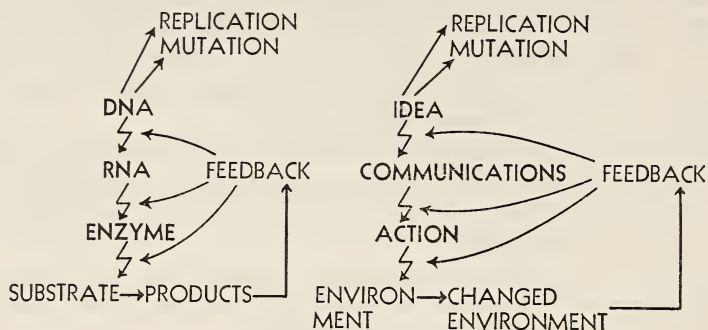 REPLICATION
MUTATION
DNA
RNA
FEEDBACK
ENZYME
SUBSTRATE
PRODUCTS
REPLICATION
MUTATION
IDEA
COMMUNICATIONS
FEEDBACK
ACTION
ENVIRON
MENT
CHANGED
ENVIRONMENT